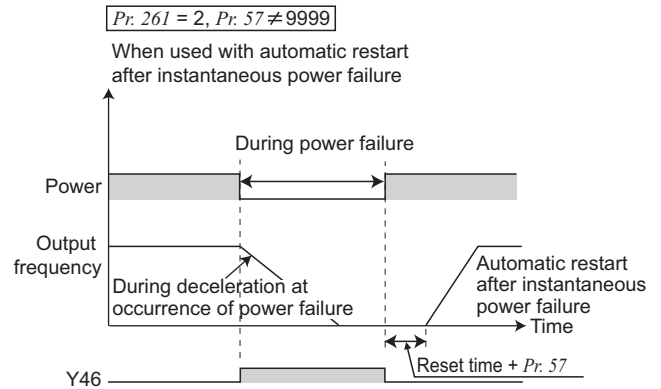 Pr. 261 = 2, Pr. 57 ≠ 9999
When used with automatic restart
after instantaneous power failure
During power failure
Power
Output
frequency
During deceleration at
occurrence of power failure
Automatic restart
after instantaneous
power failure
Time
Reset time + Pr. 57
Y46